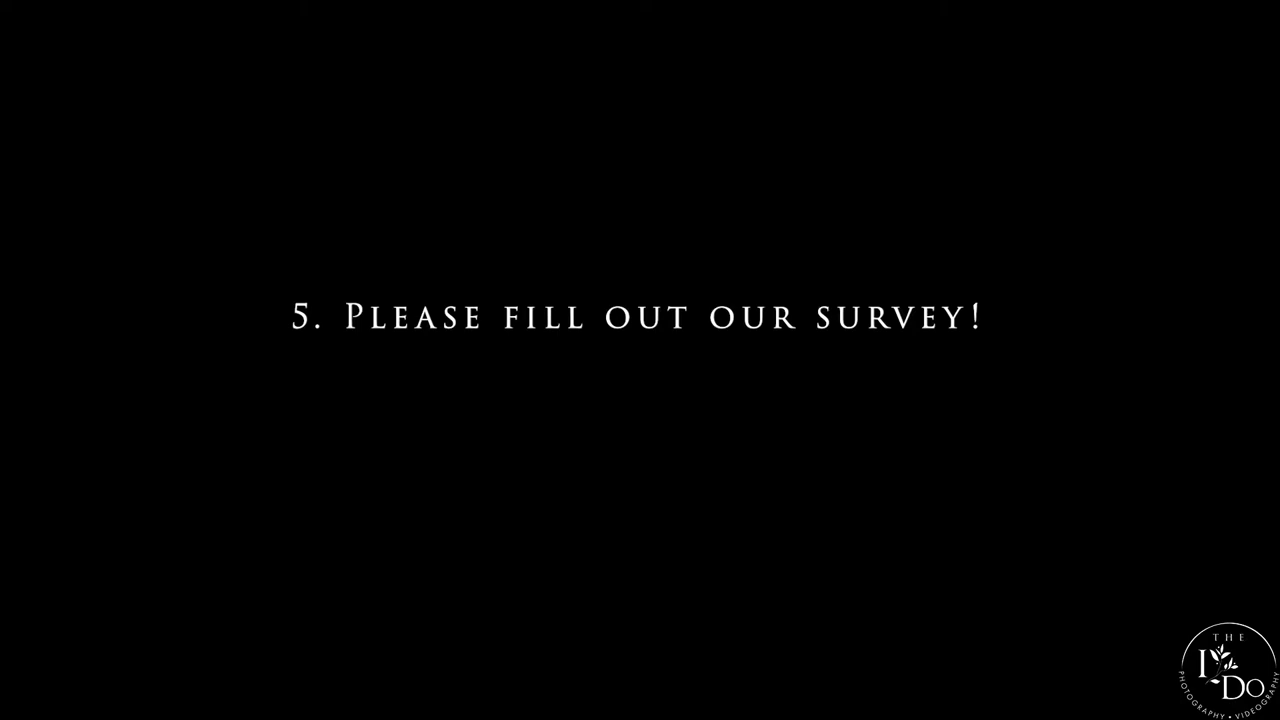 5. PLEASE FILL OUT OUR SURVEY!
THE
I DO
PHOTOGRAPHY • VIDEOGRAPHY